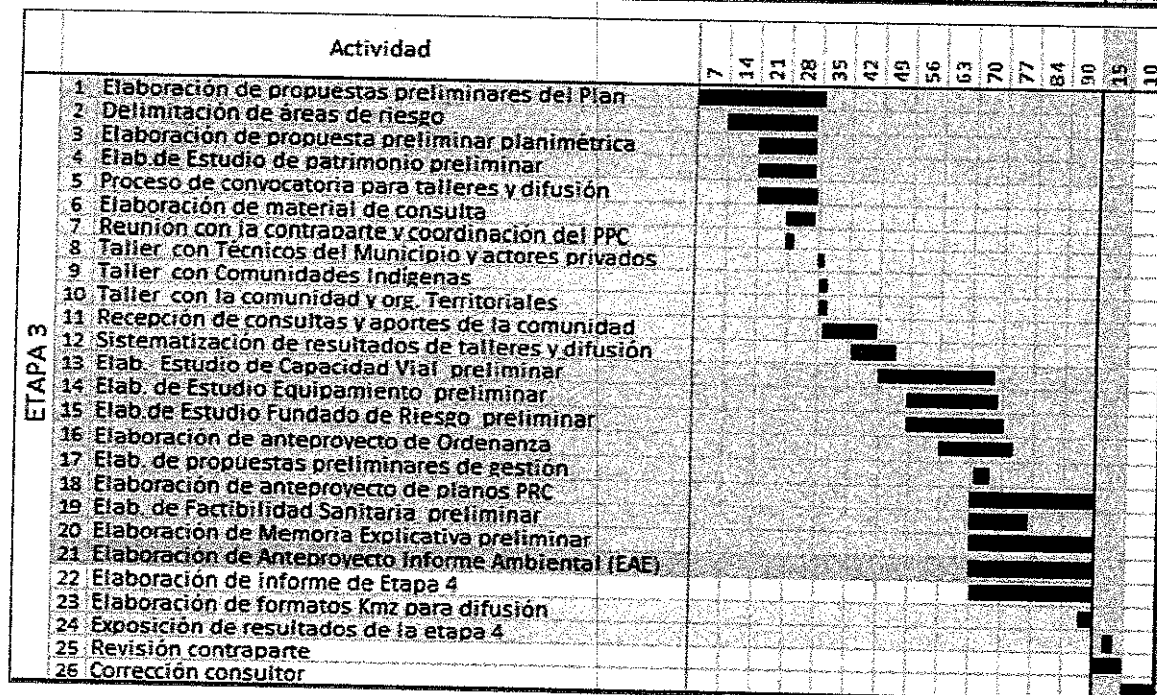 Actividad
7 14 21 28 35 42 49 56 63 70 77 84 90 15 10
ETAPA 3
1 Elaboración de propuestas preliminares del Plan
2 Delimitación de áreas de riesgo
3 Elaboración de propuesta preliminar planimétrica
4 Elab.de Estudio de patrimonio preliminar
5 Proceso de convocatoria para talleres y difusión
6 Elaboración de material de consulta
7 Reunión con la contraparte y coordinación del PPC
8 Taller con Técnicos del Municipio y actores privados
9 Taller con Comunidades Indígenas
10 Taller con la comunidad y org. Territoriales
11 Recepción de consultas y aportes de la comunidad
12 Sistematización de resultados de talleres y difusión
13 Elab. Estudio de Capacidad Vial preliminar
14 Elab. de Estudio Equipamiento preliminar
15 Elab.de Estudio Fundado de Riesgo preliminar
16 Elaboración de anteproyecto de Ordenanza
17 Elab. de propuestas preliminares de gestión
18 Elaboración de anteproyecto de planos PRC
19 Elab. de Factibilidad Sanitaria preliminar
20 Elaboración de Memoria Explicativa preliminar
21 Elaboración de Anteproyecto Informe Ambiental (EAE)
22 Elaboración de informe de Etapa 4
23 Elaboración de formatos Kmz para difusión
24 Exposición de resultados de la etapa 4
25 Revisión contraparte
26 Corrección consultor